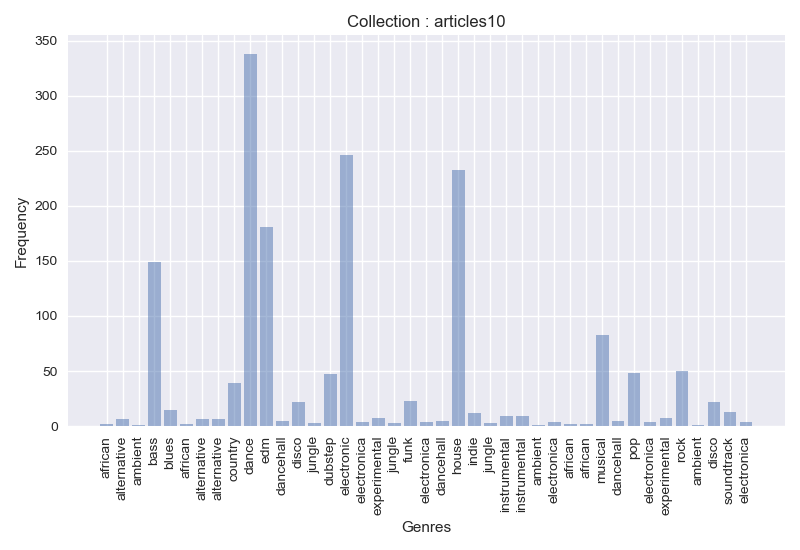 Collection : articles10
350
300
250
200
150
100
50
0
Frequency
african
alternative
ambient
bass
blues
african
alternative
alternative
country
dance
edm
dancehall
disco
jungle
dubstep
electronic
electronica
experimental
jungle
funk
electronica
dancehall
house
indie
jungle
instrumental
instrumental
ambient
electronica
african
african
musical
dancehall
pop
electronica
experimental
rock
ambient
disco
soundtrack
electronica
Genres